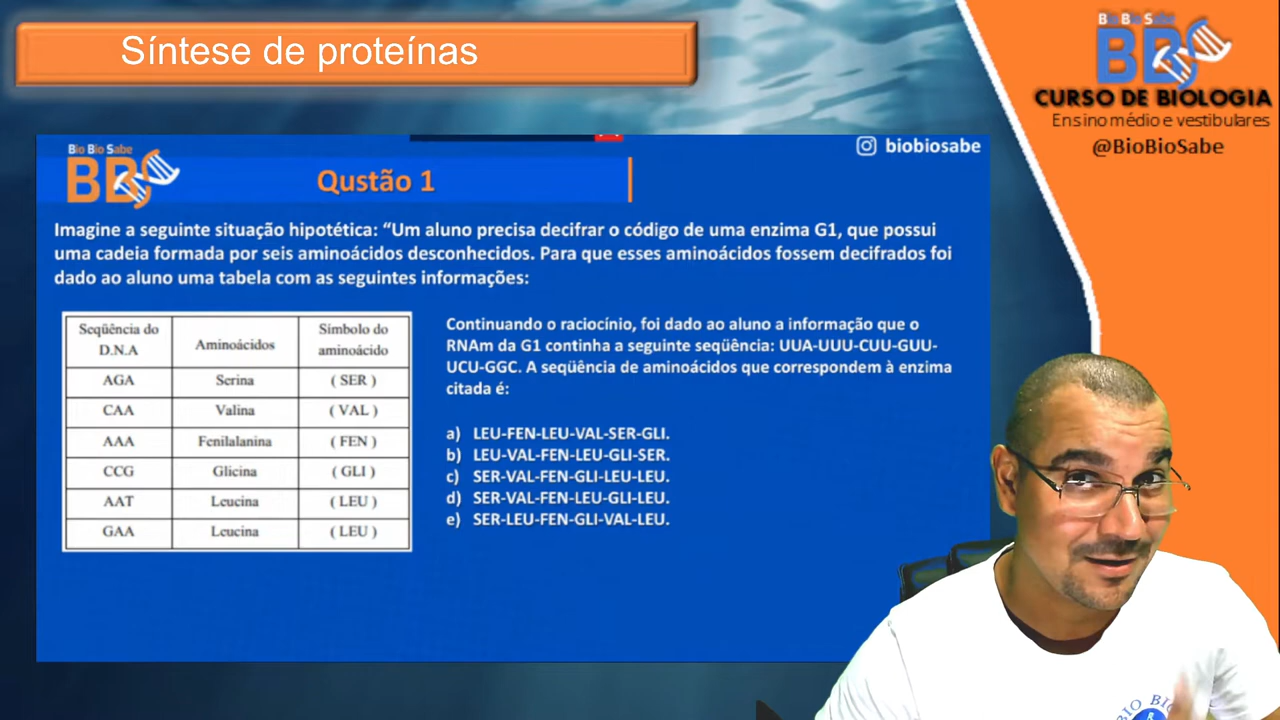 Síntese de proteínas
Bio Bio Sabe
BBS
CURSO DE BIOLOGIA
Ensino médio e vestibulares
@BioBioSabe
Bio Bio Sabe
BBS
biobiosabe
Qustão 1
Imagine a seguinte situação hipotética: “Um aluno precisa decifrar o código de uma enzima G1, que possui
uma cadeia formada por seis aminoácidos desconhecidos. Para que esses aminoácidos fossem decifrados foi
dado ao aluno uma tabela com as seguintes informações:
Seqüência do
D.N.A
Aminoácidos
Símbolo do
aminoácido
AGA Serina ( SER )
CAA Valina ( VAL )
AAA Fenilalanina ( FEN )
CCG Glicina ( GLI )
AAT Leucina ( LEU )
GAA Leucina ( LEU )
Continuando o raciocínio, foi dado ao aluno a informação que o
RNAm da G1 continha a seguinte seqüência: UUA-UUU-CUU-GUU-
UCU-GGC. A seqüência de aminoácidos que correspondem à enzima
citada é:
a) LEU-FEN-LEU-VAL-SER-GLI.
b) LEU-VAL-FEN-LEU-GLI-SER.
c) SER-VAL-FEN-GLI-LEU-LEU.
d) SER-VAL-FEN-LEU-GLI-LEU.
e) SER-LEU-FEN-GLI-VAL-LEU.